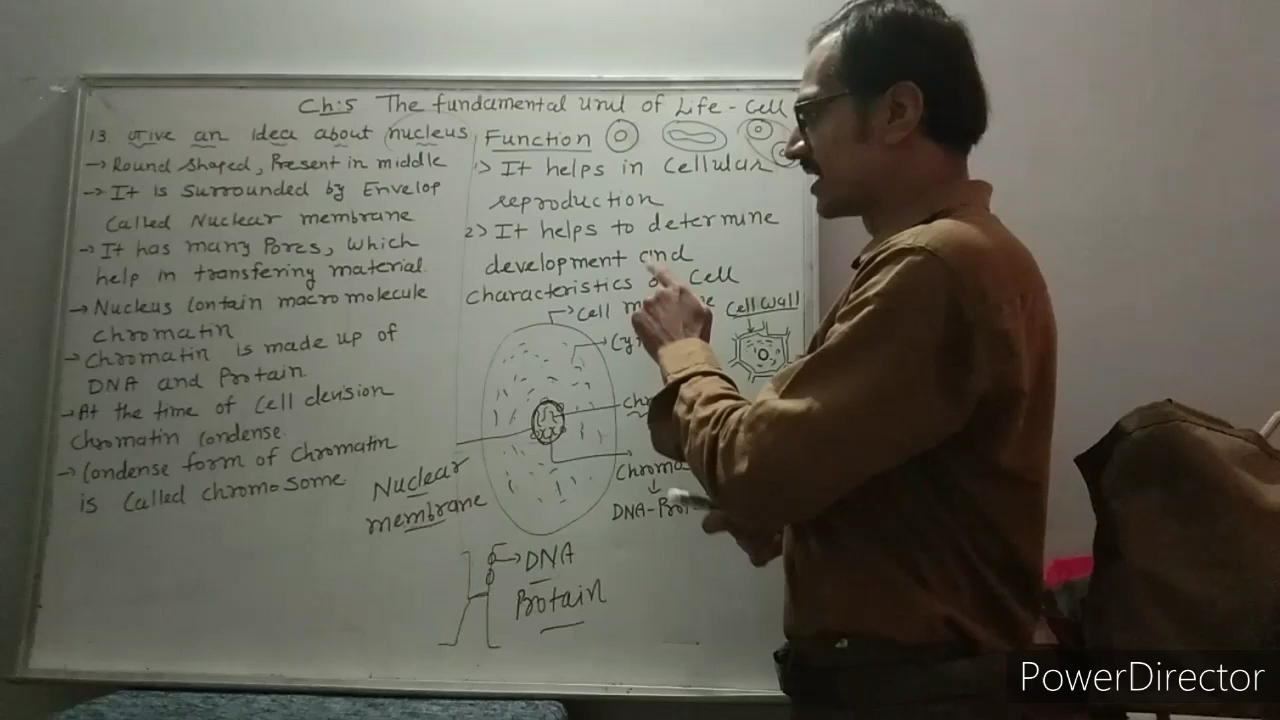 Ch:5 The fundamental Unit of Life - Cell
13. Give an Idea about nucleus
→ Round shaped, Present in middle
→ It is surrounded by Envelop
Called Nuclear membrane
→ It has many Pores, which
help in transfering material.
→ Nucleus Contain macromolecule
chromatin
→ Chromatin is made up of
DNA and Protain.
→ At the time of Cell devision
Chromatin Condense.
→ Condense form of Chromatin
is Called chromosome.
Function
1> It helps in Cellular
reproduction
2> It helps to determine
development and
Characteristics Cell
Cell
Cell Wall
Nuclear
membrane
DNA
DNA
Protain
PowerDirector